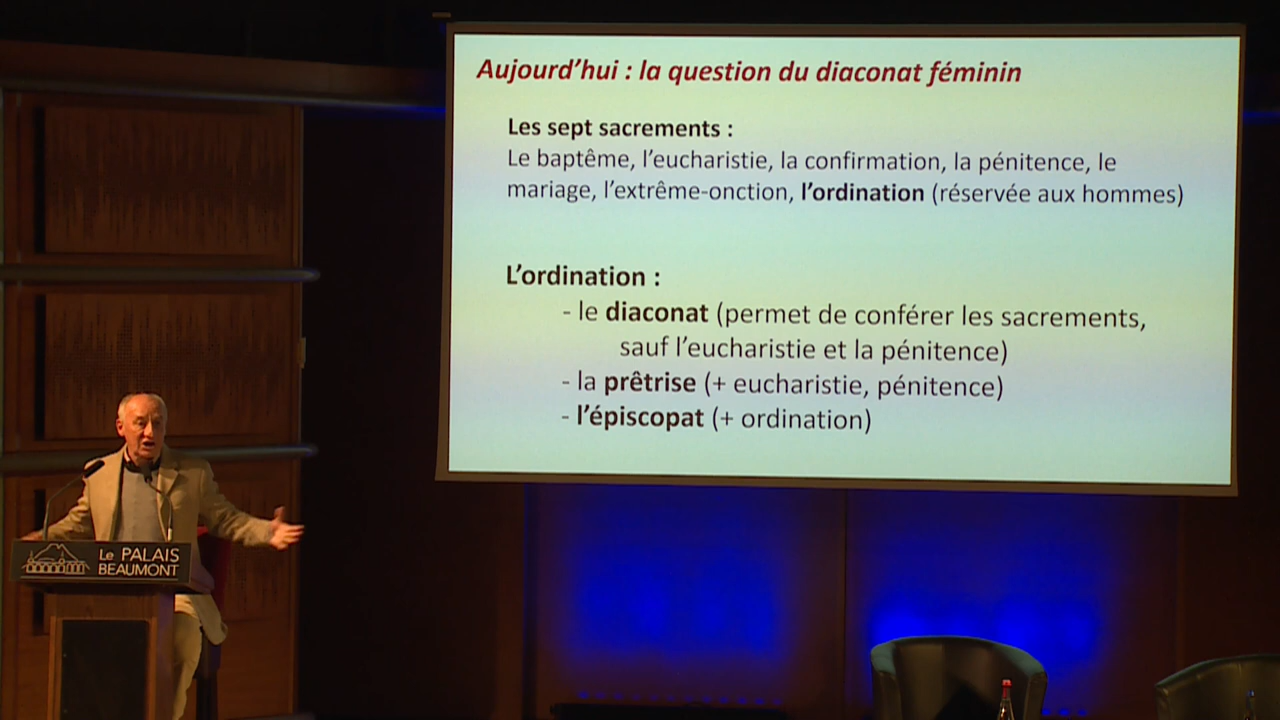 Aujourd'hui : la question du diaconat féminin
Les sept sacrements :
Le baptême, l'eucharistie, la confirmation, la pénitence, le
mariage, l'extrême-onction, l'ordination (réservée aux hommes)
L'ordination :
- le diaconat (permet de conférer les sacrements,
sauf l'eucharistie et la pénitence)
- la prêtrise (+ eucharistie, pénitence)
- l'épiscopat (+ ordination)
Le PALAIS
BEAUMONT